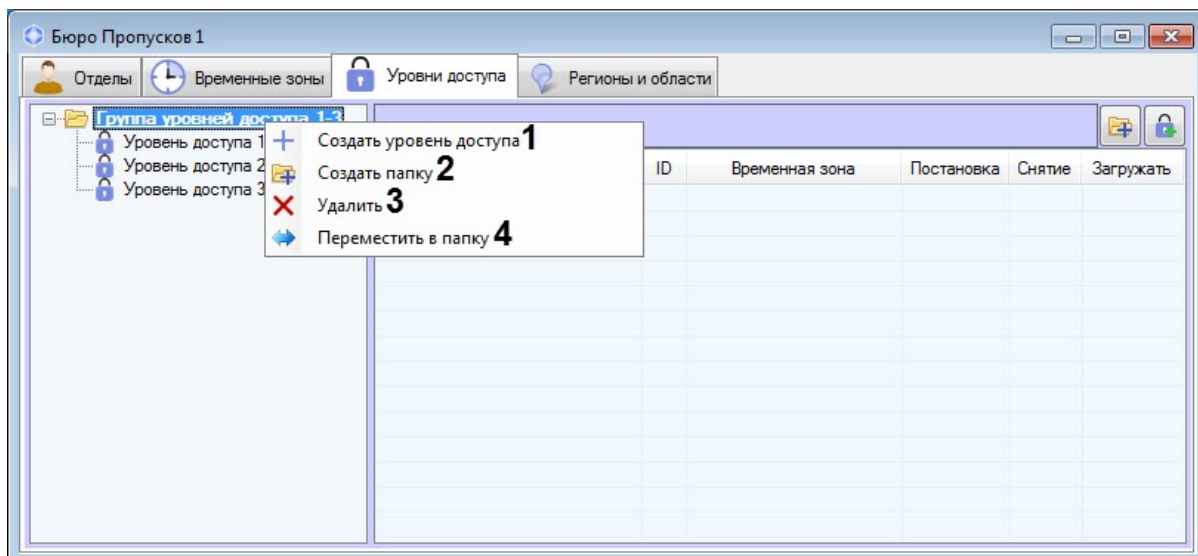 Бюро Пропусков 1
Отделы Временные зоны Уровни доступа Регионы и области
Группа уровней доступа 1-3
Уровень доступа 1
Уровень доступа 2
Уровень доступа 3
Создать уровень доступа 1
Создать папку 2
Удалить 3
Переместить в папку 4
ID Временная зона Постановка Снятие Загружать